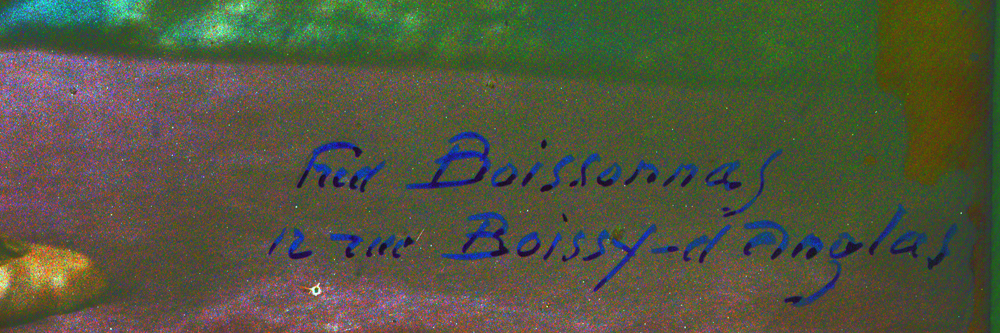 Fred Boissonnas
12 rue Boissy-d'Anglas